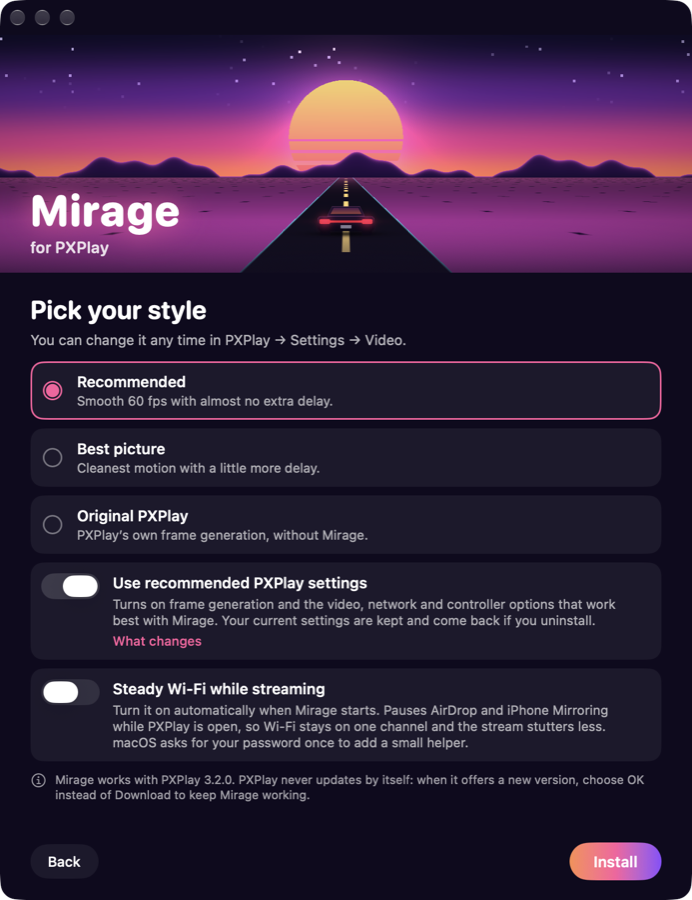 Mirage
for PXPlay
Pick your style
You can change it any time in PXPlay → Settings → Video.
Recommended
Smooth 60 fps with almost no extra delay.
Best picture
Cleanest motion with a little more delay.
Original PXPlay
PXPlay’s own frame generation, without Mirage.
Use recommended PXPlay settings
Turns on frame generation and the video, network and controller options that work
best with Mirage. Your current settings are kept and come back if you uninstall.
What changes
Steady Wi-Fi while streaming
Turn it on automatically when Mirage starts. Pauses AirDrop and iPhone Mirroring
while PXPlay is open, so Wi-Fi stays on one channel and the stream stutters less.
macOS asks for your password once to add a small helper.
Mirage works with PXPlay 3.2.0. PXPlay never updates by itself: when it offers a new version, choose OK
instead of Download to keep Mirage working.
Back
Install